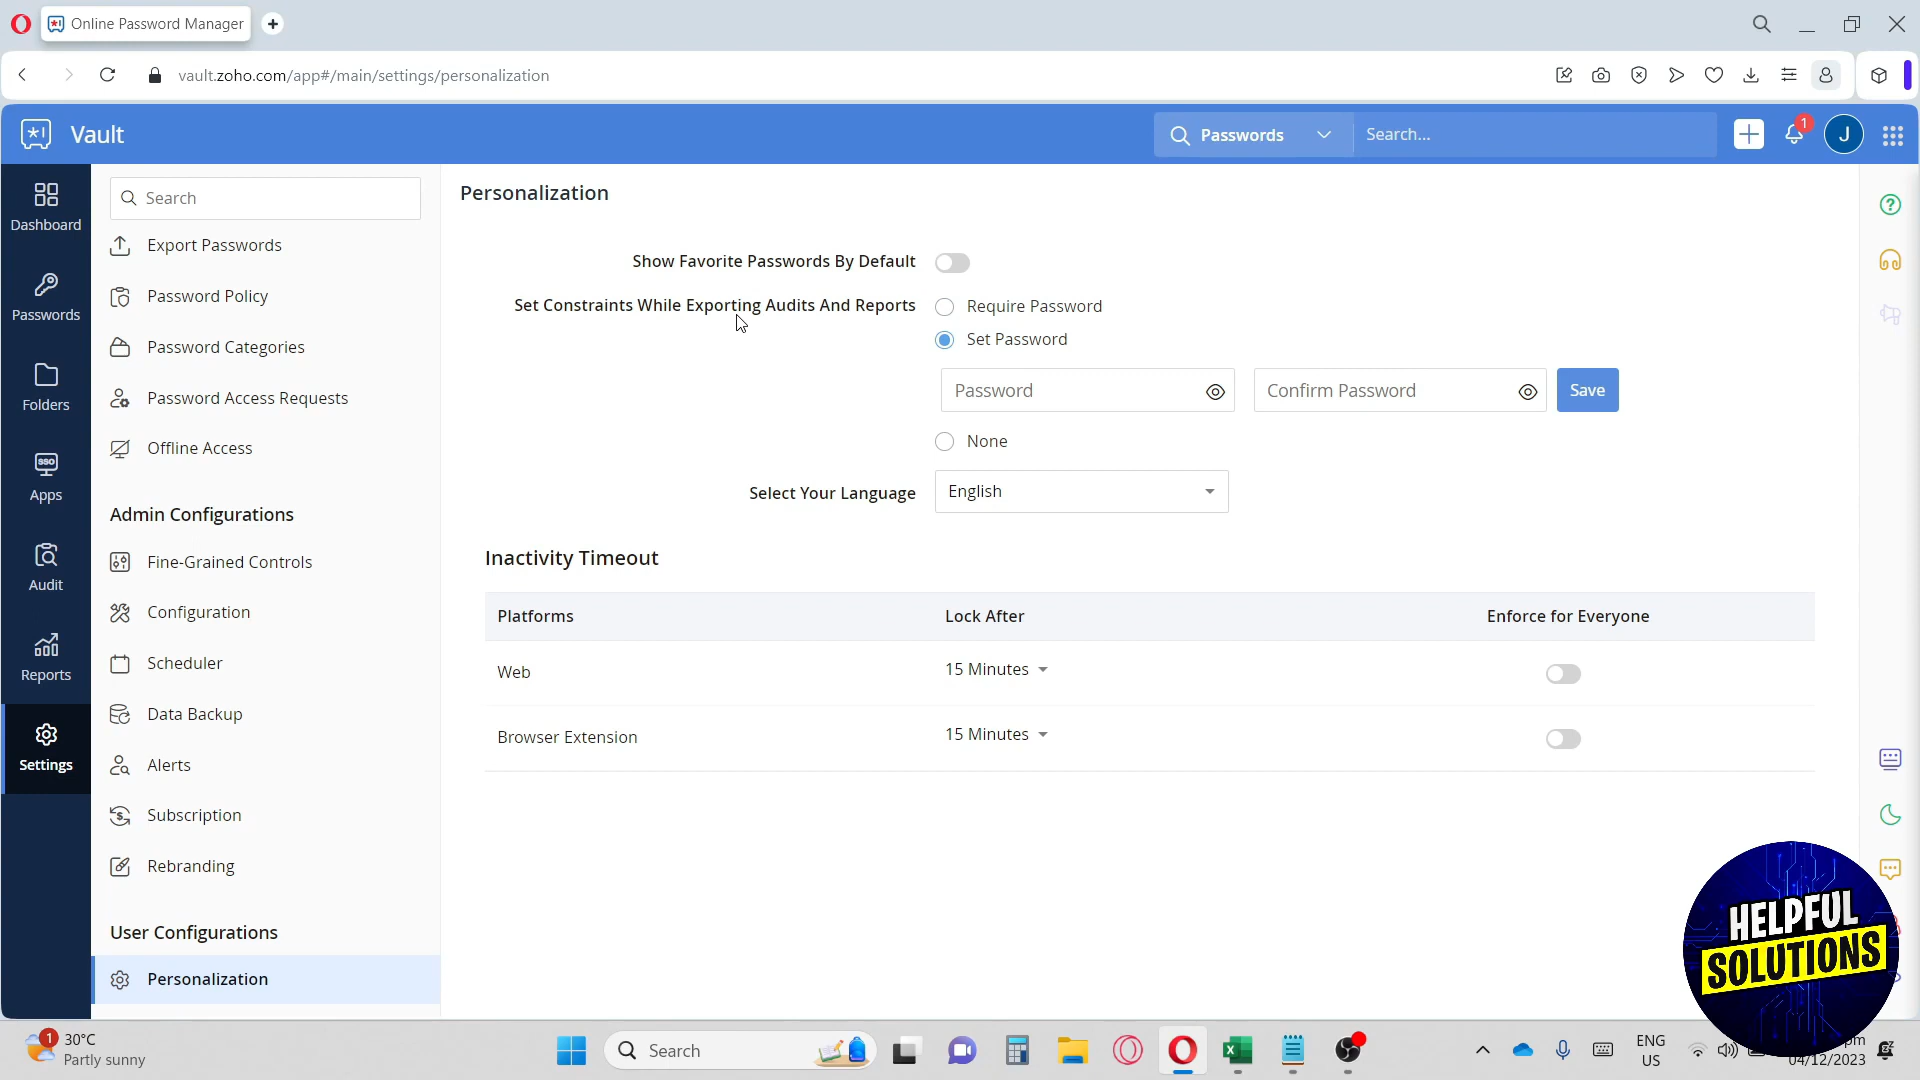 Online Password Manager
vault.zoho.com/app#/main/settings/personalization
Vault
Passwords
Search...
1
J
Dashboard
Passwords
Folders
SSO
Apps
Audit
Reports
Settings
Search
Export Passwords
Password Policy
Password Categories
Password Access Requests
Offline Access
Admin Configurations
Fine-Grained Controls
Configuration
Scheduler
Data Backup
Alerts
Subscription
Rebranding
User Configurations
Personalization
Personalization
Show Favorite Passwords By Default
Set Constraints While Exporting Audits And Reports
Require Password
Set Password
Password
Confirm Password
Save
None
Select Your Language
English
Inactivity Timeout
Platforms
Lock After
Enforce for Everyone
Web
15 Minutes
Browser Extension
15 Minutes
HELPFUL
SOLUTIONS
1
30°C
Partly sunny
Search
ENG
US
pm
04/12/2023